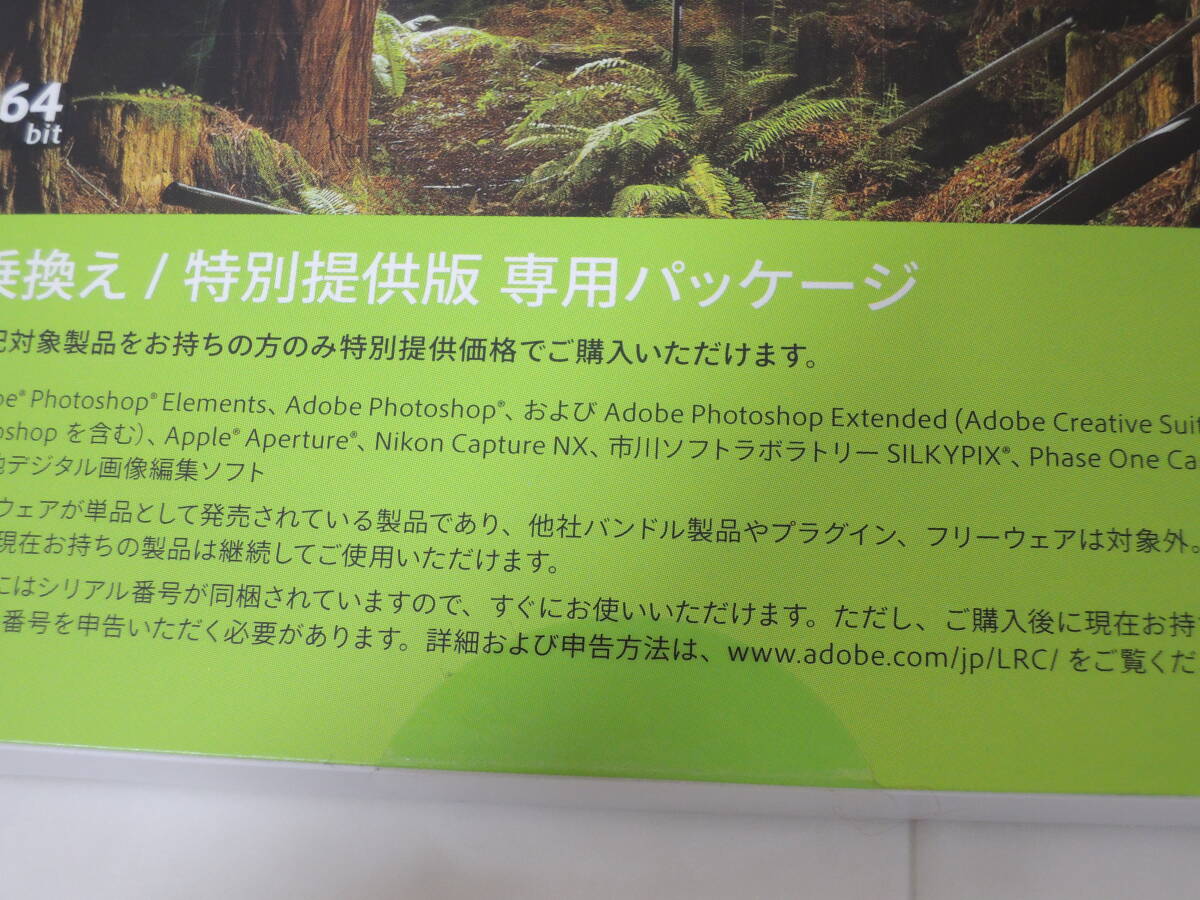 64
bit
乗換え / 特別提供版 専用パッケージ
記対象製品をお持ちの方のみ特別提供価格でご購入いただけます。
be® Photoshop® Elements、Adobe Photoshop®、および Adobe Photoshop Extended (Adobe Creative Suit
oshop を含む)、Apple® Aperture®、Nikon Capture NX、市川ソフトラボラトリー SILKYPIX®、Phase One Ca
他デジタル画像編集ソフト
ウェアが単品として発売されている製品であり、他社バンドル製品やプラグイン、フリーウェアは対象外。
現在お持ちの製品は継続してご使用いただけます。
にはシリアル番号が同梱されていますので、すぐにお使いいただけます。ただし、ご購入後に現在お持
番号を申告いただく必要があります。詳細および申告方法は、www.adobe.com/jp/LRC/ をご覧くだ